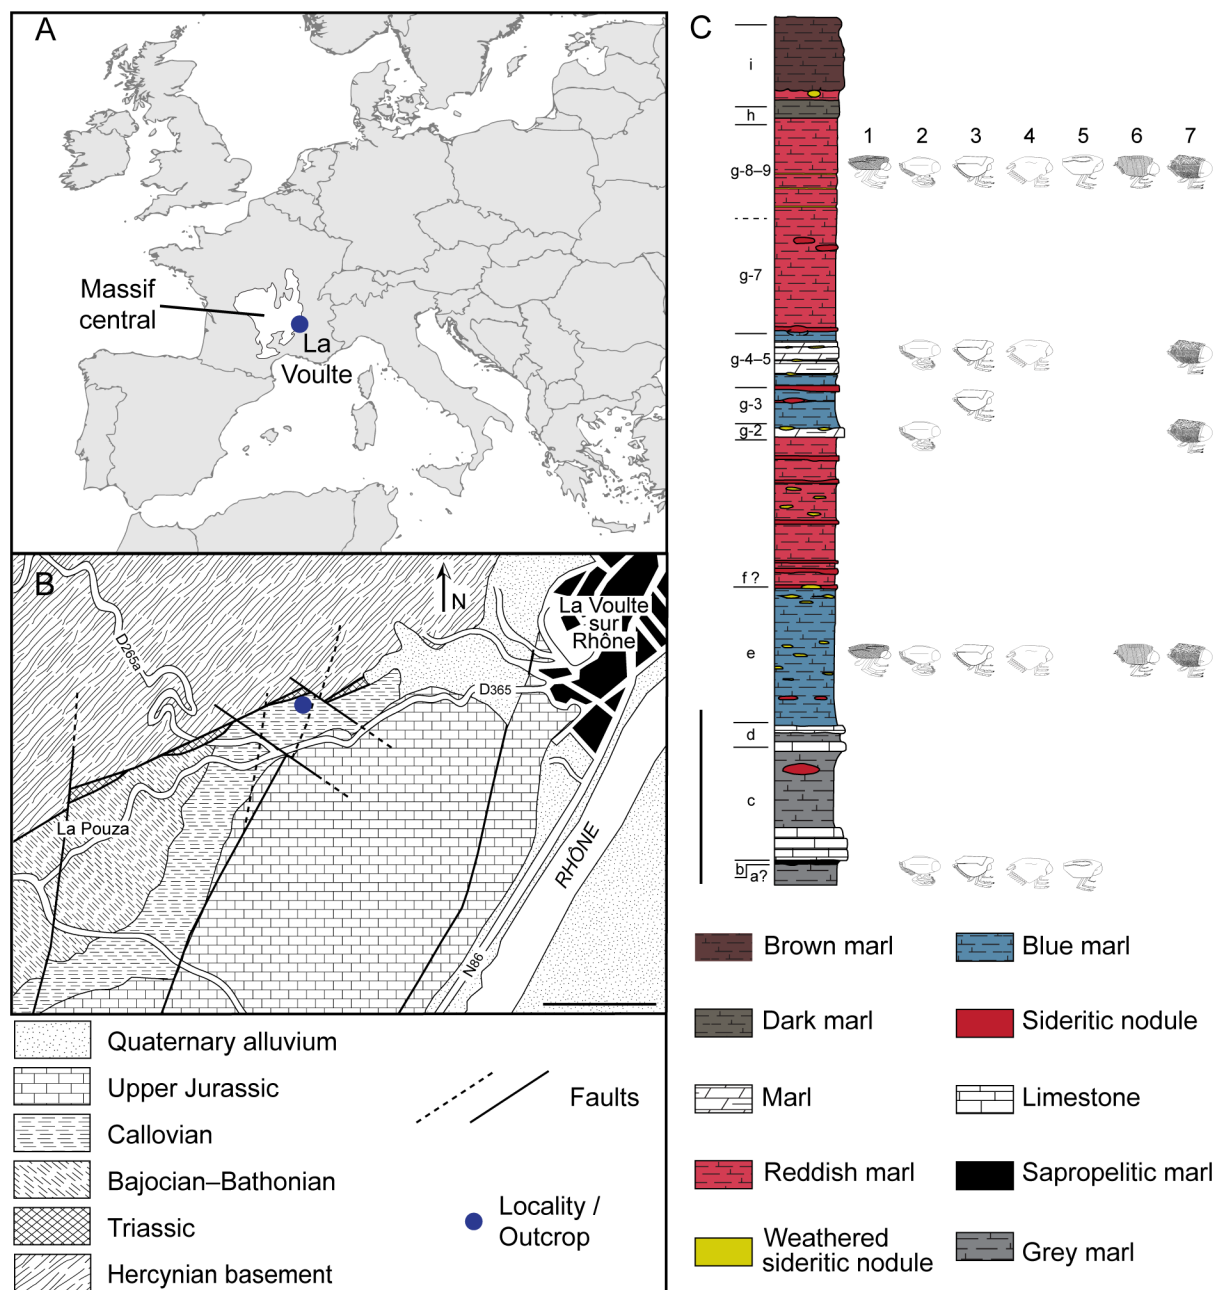 A
Massif
central
La
Voulte
B
N
La Voulte
sur
Rhône
D265a
D365
La Pouza
RHÔNE
N86
Quaternary alluvium
Upper Jurassic
Callovian
Bajocian–Bathonian
Triassic
Hercynian basement
Faults
Locality /
Outcrop
C
i
h
1 2 3 4 5 6 7
g-8–9
g-7
g-4–5
g-3
g-2
f ?
e
d
c
b a?
Brown marl
Dark marl
Marl
Reddish marl
Weathered
sideritic nodule
Blue marl
Sideritic nodule
Limestone
Sapropelitic marl
Grey marl